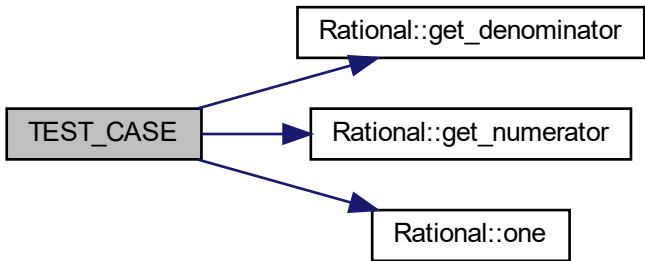 Rational::get_denominator
TEST_CASE
Rational::get_numerator
Rational::one